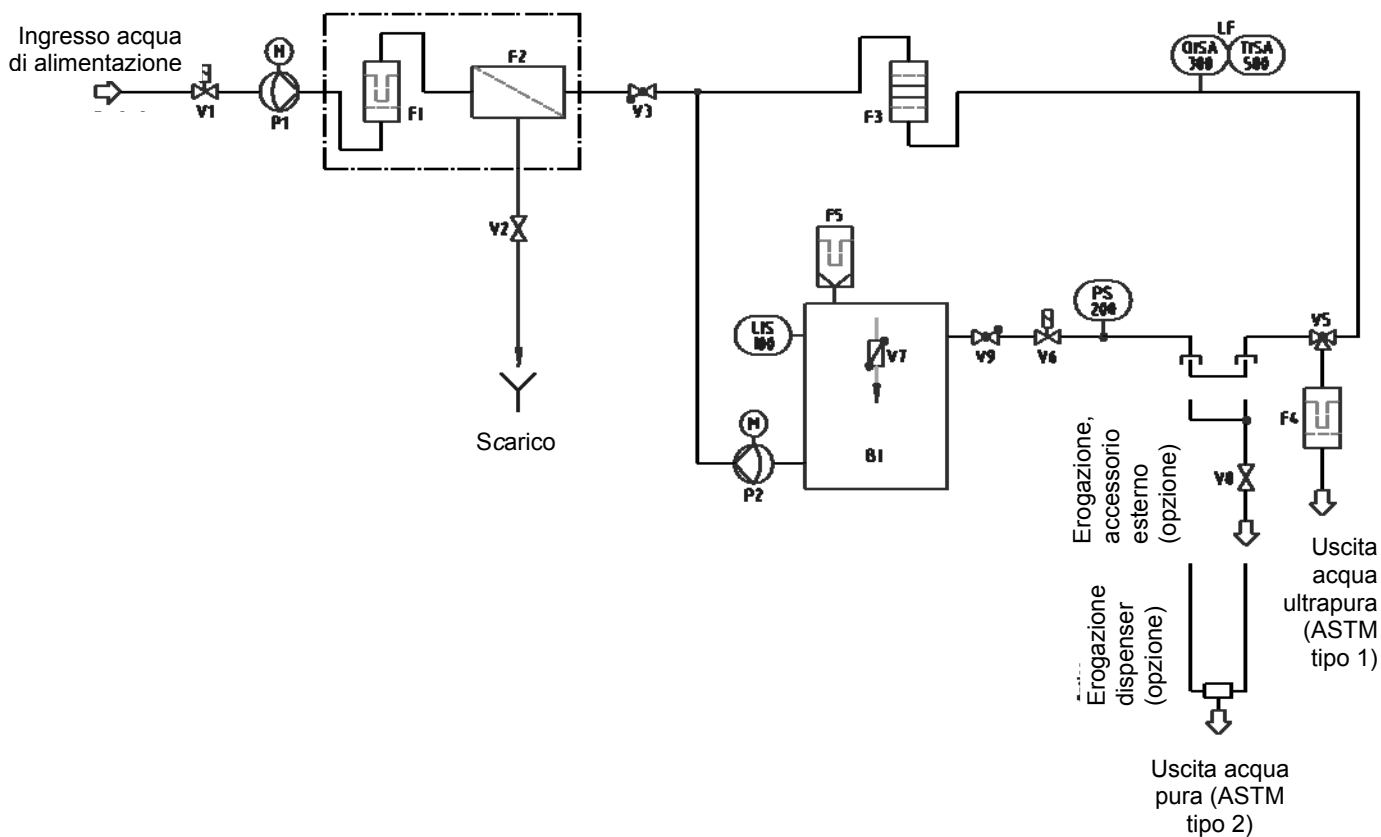 Ingresso acqua
di alimentazione
M
V1
P1
F1
F2
V2
Scarico
V3
F3
LF
QISA
300
TISA
500
F5
LIS
100
V7
B1
M
P2
V9
V6
PS
200
V5
F4
V8
Erogazione,
accessorio
esterno
(opzione)
Uscita
acqua
ultrapura
(ASTM
tipo 1)
Erogazione
dispenser
(opzione)
Uscita acqua
pura (ASTM
tipo 2)